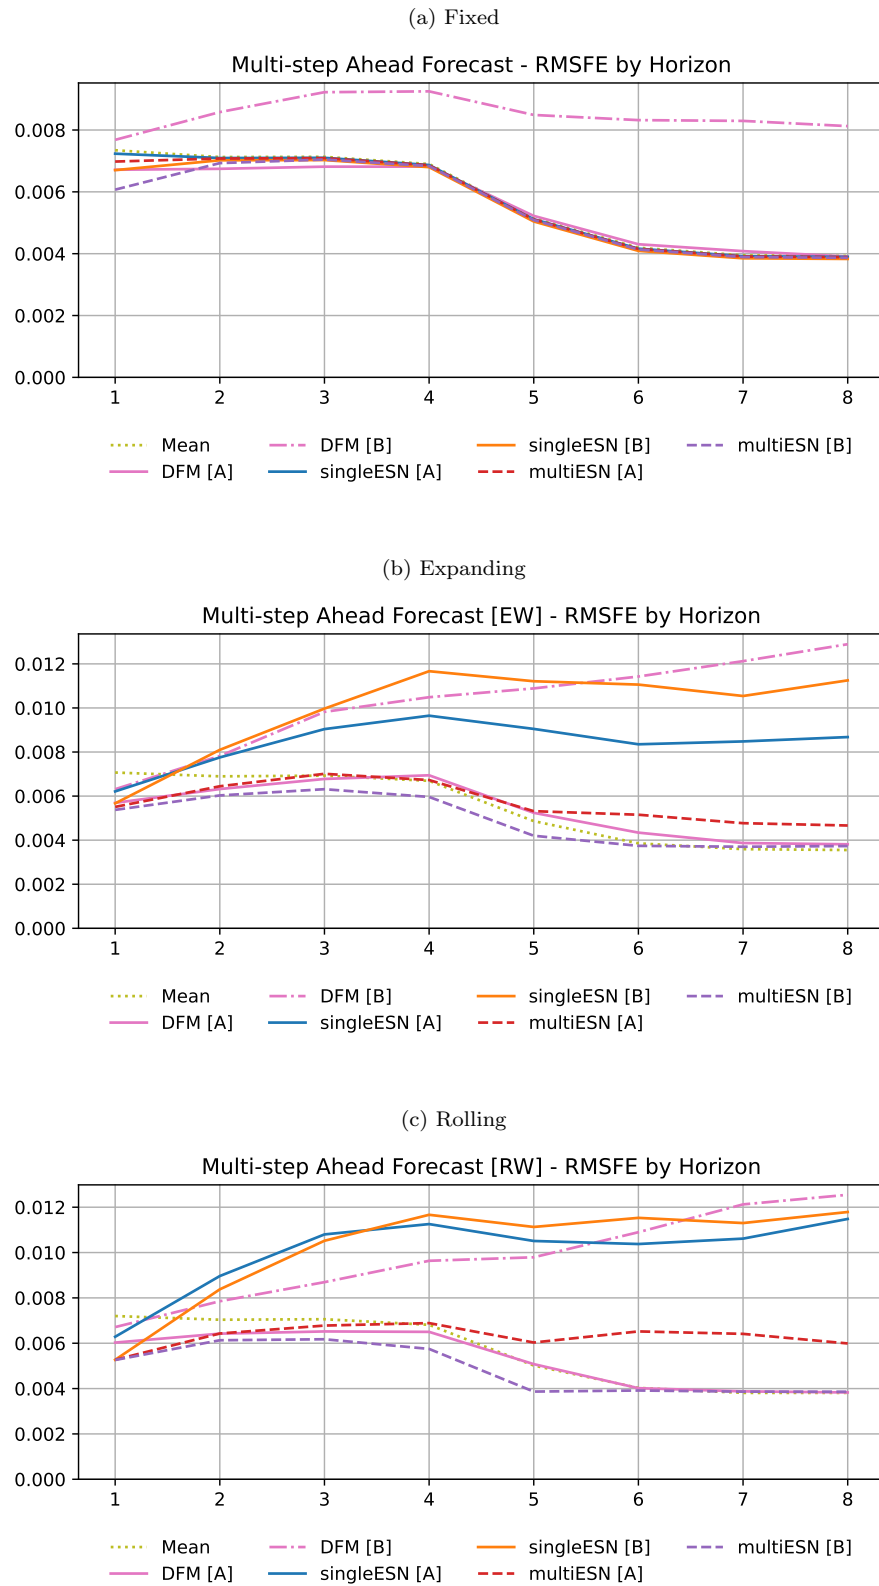 (a) Fixed
Multi-step Ahead Forecast - RMSFE by Horizon
0.008
0.006
0.004
0.002
0.000
1 2 3 4 5 6 7 8
Mean DFM [B] singleESN [B] multiESN [B]
DFM [A] singleESN [A] multiESN [A]
(b) Expanding
Multi-step Ahead Forecast [EW] - RMSFE by Horizon
0.012
0.010
0.008
0.006
0.004
0.002
0.000
1 2 3 4 5 6 7 8
Mean DFM [B] singleESN [B] multiESN [B]
DFM [A] singleESN [A] multiESN [A]
(c) Rolling
Multi-step Ahead Forecast [RW] - RMSFE by Horizon
0.012
0.010
0.008
0.006
0.004
0.002
0.000
1 2 3 4 5 6 7 8
Mean DFM [B] singleESN [B] multiESN [B]
DFM [A] singleESN [A] multiESN [A]